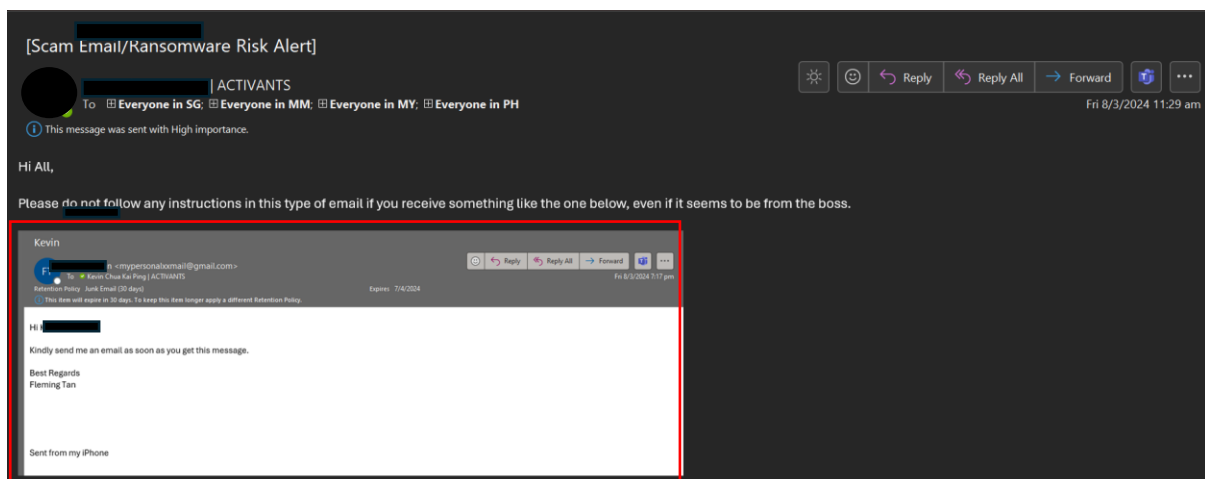 [Scam Email/Ransomware Risk Alert]
| ACTIVANTS
To Everyone in SG; Everyone in MM; Everyone in MY; Everyone in PH
Reply
Reply All
Forward
Fri 8/3/2024 11:29 am
This message was sent with High importance.
Hi All,
Please do not follow any instructions in this type of email if you receive something like the one below, even if it seems to be from the boss.
Kevin
n <mypersonalxxmail@gmail.com>
To Kevin Chua Kai Ping | ACTIVANTS
Reply
Reply All
Forward
Fri 8/3/2024 7:17 pm
Retention Policy Junk Email (30 days)
Expires 7/4/2024
This item will expire in 30 days. To keep this item longer apply a different Retention Policy.
Hi
Kindly send me an email as soon as you get this message.
Best Regards
Fleming Tan
Sent from my iPhone